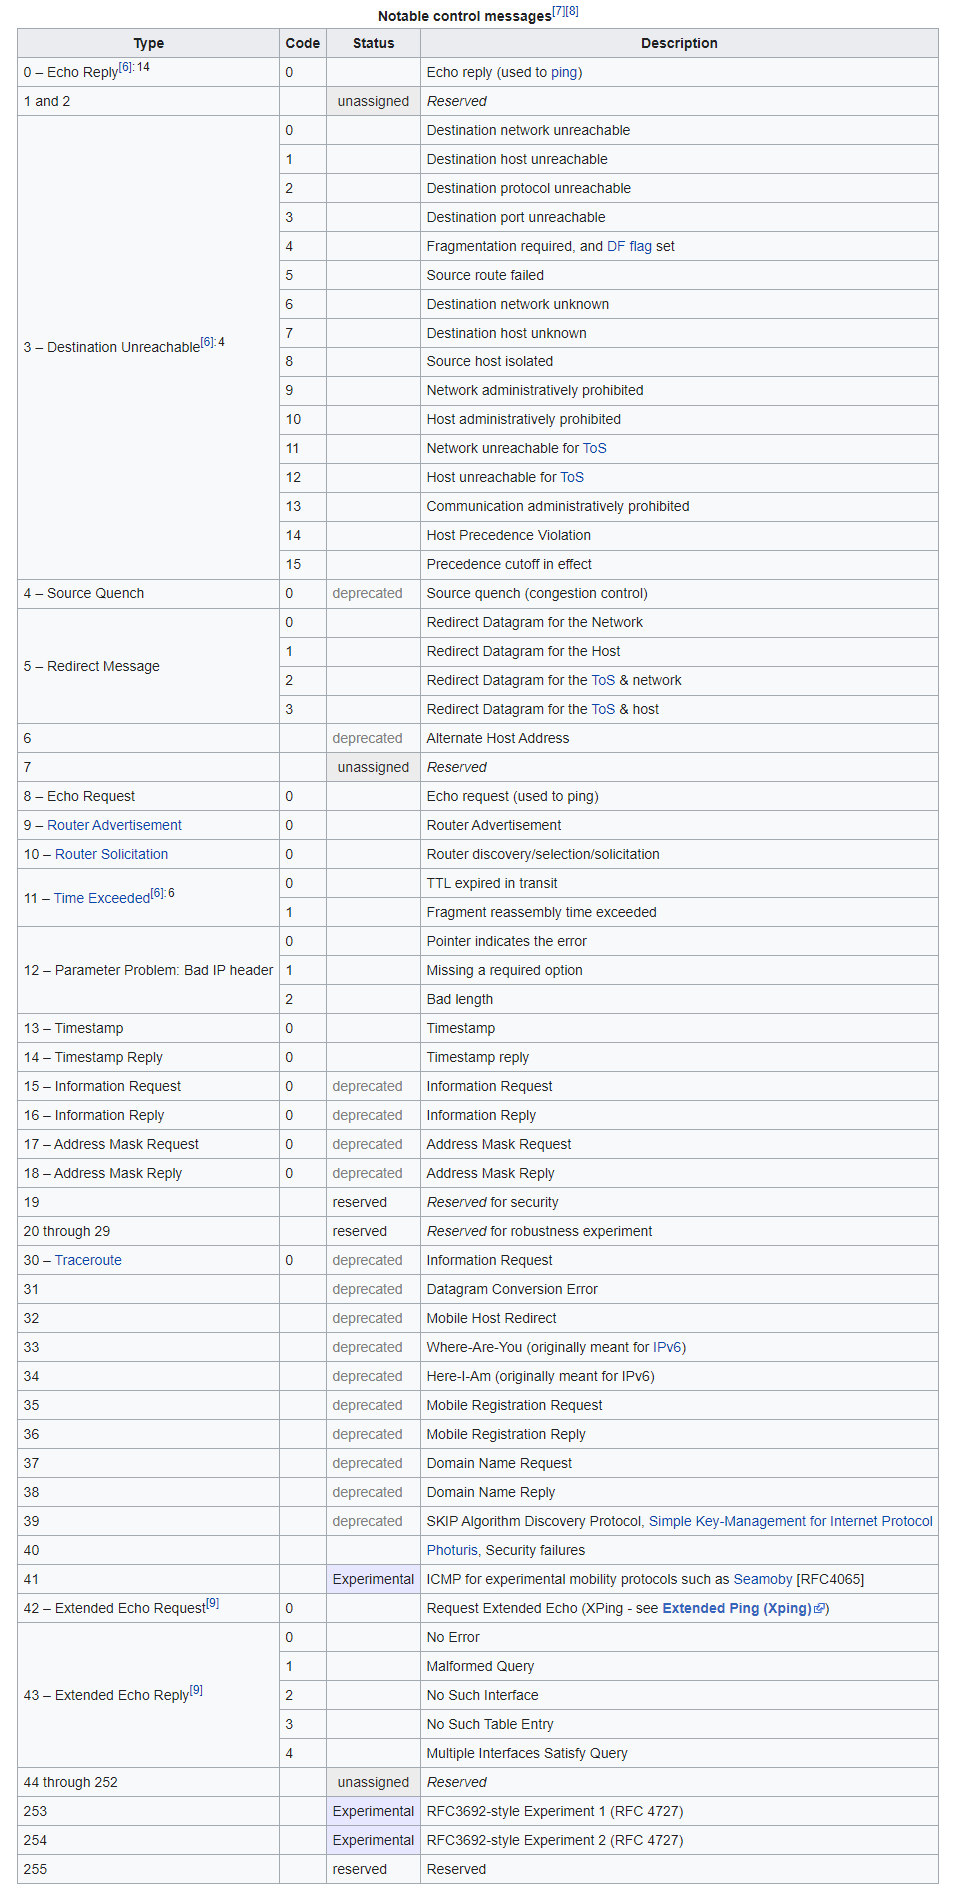 Notable control messages[7][8]
Type Code Status Description
0 – Echo Reply[6]: 14 0 Echo reply (used to ping)
1 and 2 unassigned Reserved
3 – Destination Unreachable[6]: 4 0 Destination network unreachable
1 Destination host unreachable
2 Destination protocol unreachable
3 Destination port unreachable
4 Fragmentation required, and DF flag set
5 Source route failed
6 Destination network unknown
7 Destination host unknown
8 Source host isolated
9 Network administratively prohibited
10 Host administratively prohibited
11 Network unreachable for ToS
12 Host unreachable for ToS
13 Communication administratively prohibited
14 Host Precedence Violation
15 Precedence cutoff in effect
4 – Source Quench 0 deprecated Source quench (congestion control)
5 – Redirect Message 0 Redirect Datagram for the Network
1 Redirect Datagram for the Host
2 Redirect Datagram for the ToS & network
3 Redirect Datagram for the ToS & host
6 deprecated Alternate Host Address
7 unassigned Reserved
8 – Echo Request 0 Echo request (used to ping)
9 – Router Advertisement 0 Router Advertisement
10 – Router Solicitation 0 Router discovery/selection/solicitation
11 – Time Exceeded[6]: 6 0 TTL expired in transit
1 Fragment reassembly time exceeded
12 – Parameter Problem: Bad IP header 0 Pointer indicates the error
1 Missing a required option
2 Bad length
13 – Timestamp 0 Timestamp
14 – Timestamp Reply 0 Timestamp reply
15 – Information Request 0 deprecated Information Request
16 – Information Reply 0 deprecated Information Reply
17 – Address Mask Request 0 deprecated Address Mask Request
18 – Address Mask Reply 0 deprecated Address Mask Reply
19 reserved Reserved for security
20 through 29 reserved Reserved for robustness experiment
30 – Traceroute 0 deprecated Information Request
31 deprecated Datagram Conversion Error
32 deprecated Mobile Host Redirect
33 deprecated Where-Are-You (originally meant for IPv6)
34 deprecated Here-I-Am (originally meant for IPv6)
35 deprecated Mobile Registration Request
36 deprecated Mobile Registration Reply
37 deprecated Domain Name Request
38 deprecated Domain Name Reply
39 deprecated SKIP Algorithm Discovery Protocol, Simple Key-Management for Internet Protocol
40 Photuris, Security failures
41 Experimental ICMP for experimental mobility protocols such as Seamoby [RFC4065]
42 – Extended Echo Request[9] 0 Request Extended Echo (XPing - see Extended Ping (Xping))
43 – Extended Echo Reply[9] 0 No Error
1 Malformed Query
2 No Such Interface
3 No Such Table Entry
4 Multiple Interfaces Satisfy Query
44 through 252 unassigned Reserved
253 Experimental RFC3692-style Experiment 1 (RFC 4727)
254 Experimental RFC3692-style Experiment 2 (RFC 4727)
255 reserved Reserved